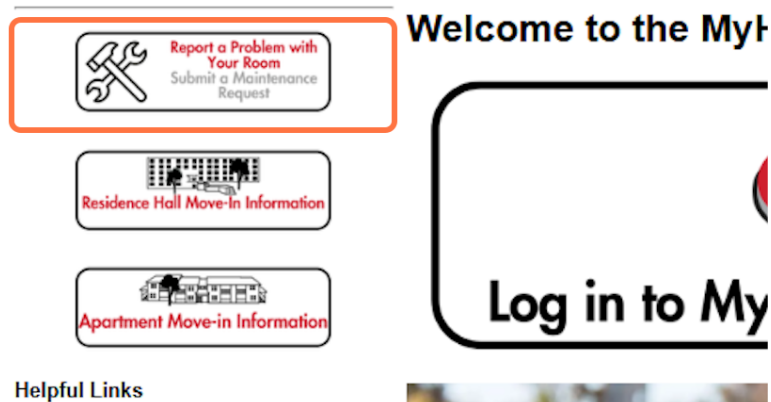 Report a Problem with
Your Room
Submit a Maintenance
Request
Residence Hall Move-In Information
Apartment Move-in Information
Helpful Links
Welcome to the MyH
Log in to My